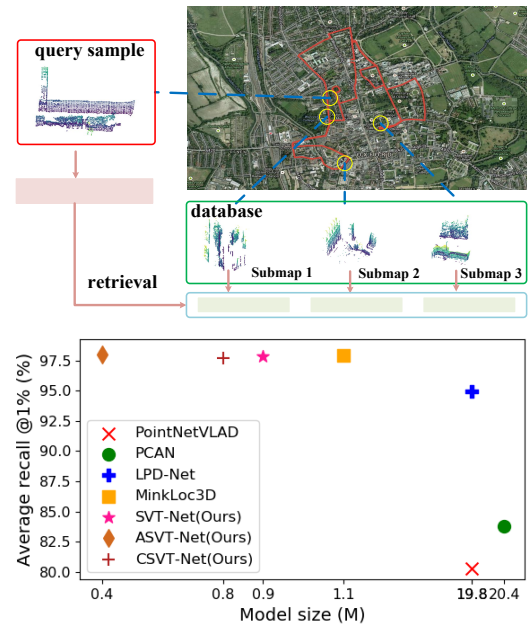 query sample
database
Submap 1
Submap 2
Submap 3
retrieval
Average recall @1% (%)
97.5
95.0
92.5
90.0
87.5
85.0
82.5
80.0
PointNetVLAD
PCAN
LPD-Net
MinkLoc3D
SVT-Net(Ours)
ASVT-Net(Ours)
CSVT-Net(Ours)
0.4
0.8
0.9
1.1
19.8
20.4
Model size (M)